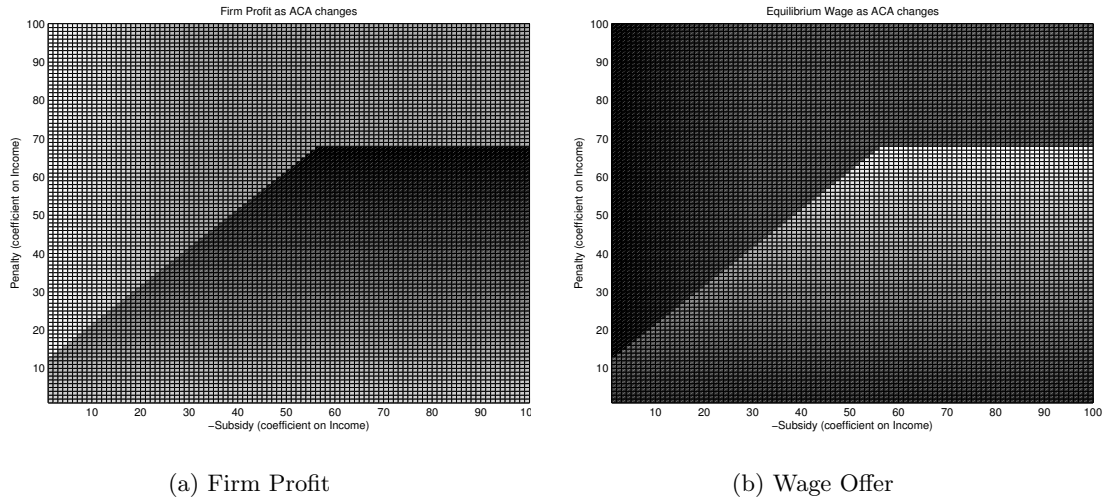 Firm Profit as ACA changes
100
90
80
70
60
50
40
30
20
10
Penalty (coefficient on Income)
10 20 30 40 50 60 70 80 90 10
−Subsidy (coefficient on Income)
(a) Firm Profit
Equilibrium Wage as ACA changes
100
90
80
70
60
50
40
30
20
10
Penalty (coefficient on Income)
10 20 30 40 50 60 70 80 90 100
−Subsidy (coefficient on Income)
(b) Wage Offer